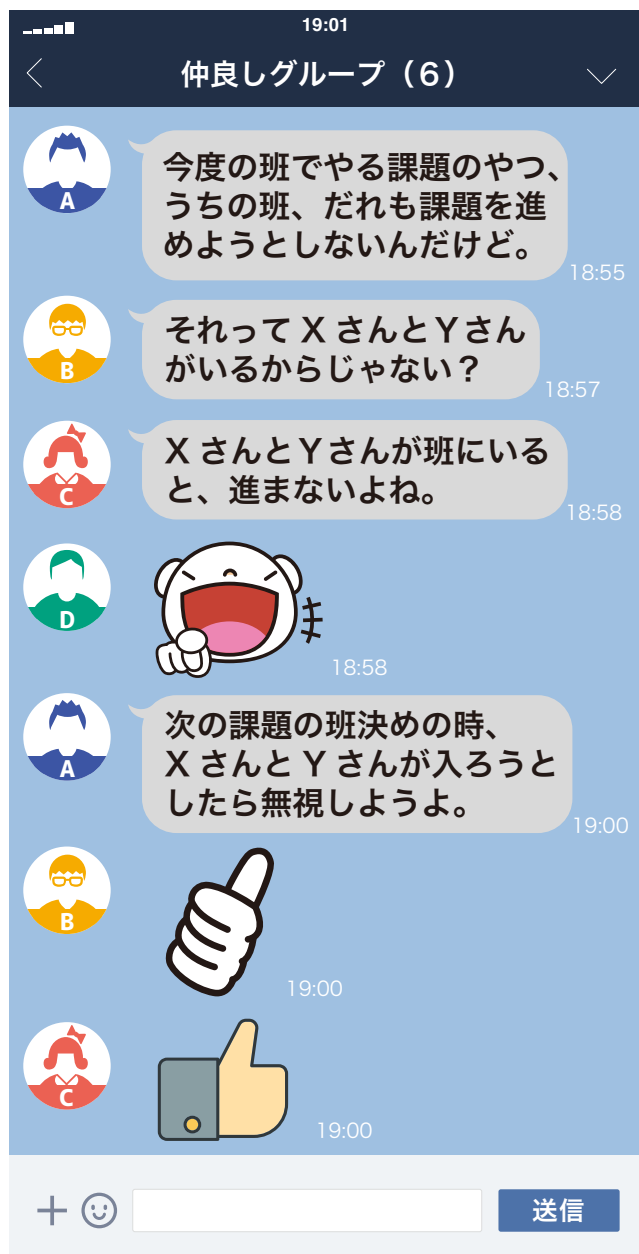 19:01
仲良しグループ（6）
A
今度の班でやる課題のやつ、
うちの班、だれも課題を進
めようとしないんだけど。
18:55
B
それって X さんと Y さん
がいるからじゃない？
18:57
C
X さんと Y さんが班にいる
と、進まないよね。
18:58
D
18:58
A
次の課題の班決めの時、
X さんと Y さんが入ろうと
したら無視しようよ。
19:00
B
19:00
C
19:00
送信